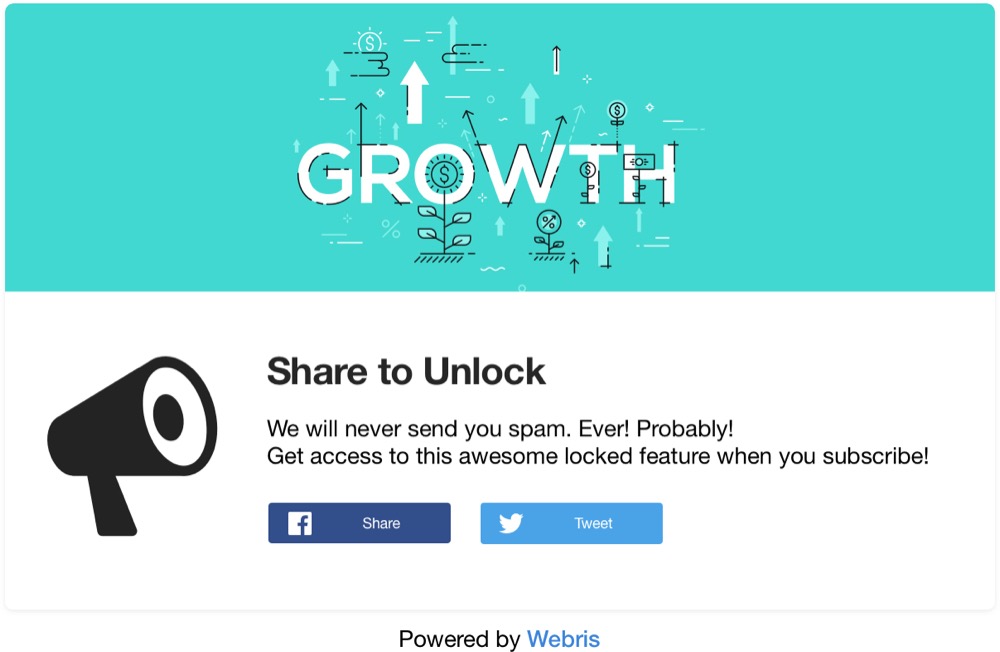 GROWTH
Share to Unlock
We will never send you spam. Ever! Probably!
Get access to this awesome locked feature when you subscribe!
Share
Tweet
Powered by Webris